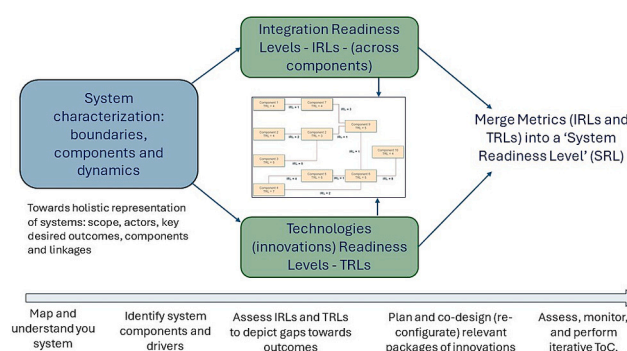 Integration Readiness
Levels - IRLs - (across
components)
System
characterization:
boundaries,
components and
dynamics
Merge Metrics (IRLs and
TRLs) into a ‘System
Readiness Level’ (SRL)
Towards holistic representation
of systems: scope, actors, key
desired outcomes, components
and linkages
Technologies
(innovations) Readiness
Levels - TRLs
Map and
understand you
system
Identify system
components and
drivers
Assess IRLs and TRLs
to depict gaps towards
outcomes
Plan and co-design (re-
configurate) relevant
packages of innovations
Assess, monitor,
and perform
iterative ToC.